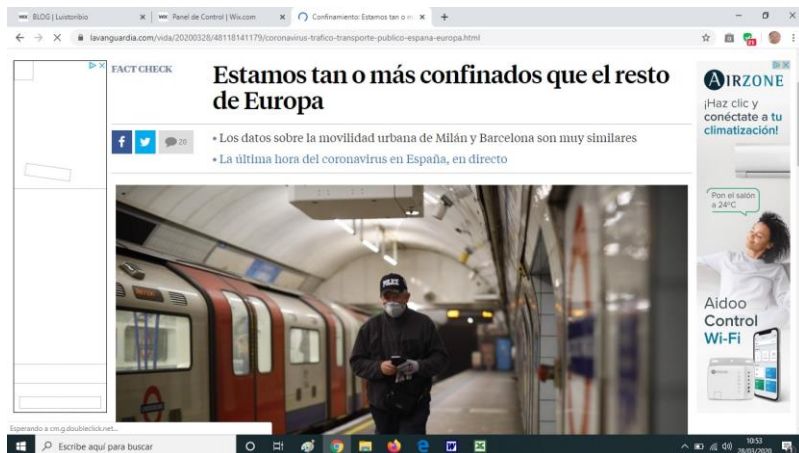 BLOG | Luistoribio
Panel de Control | Wix.com
Confinamiento: Estamos tan o m
lavanguardia.com/vida/20200328/48118141179/coronavirus-trafico-transporte-publico-espana-europa.html
21
FACT CHECK
Estamos tan o más confinados que el resto
de Europa
20
• Los datos sobre la movilidad urbana de Milán y Barcelona son muy similares
• La última hora del coronavirus en España, en directo
POLICE
AIRZONE
¡Haz clic y
conéctate a tu
climatización!
Pon el salón
a 24ºC
Aidoo
Control
Wi-Fi
Esperando a cm.g.doubleclick.net...
Escribe aquí para buscar
10:53
28/03/2020